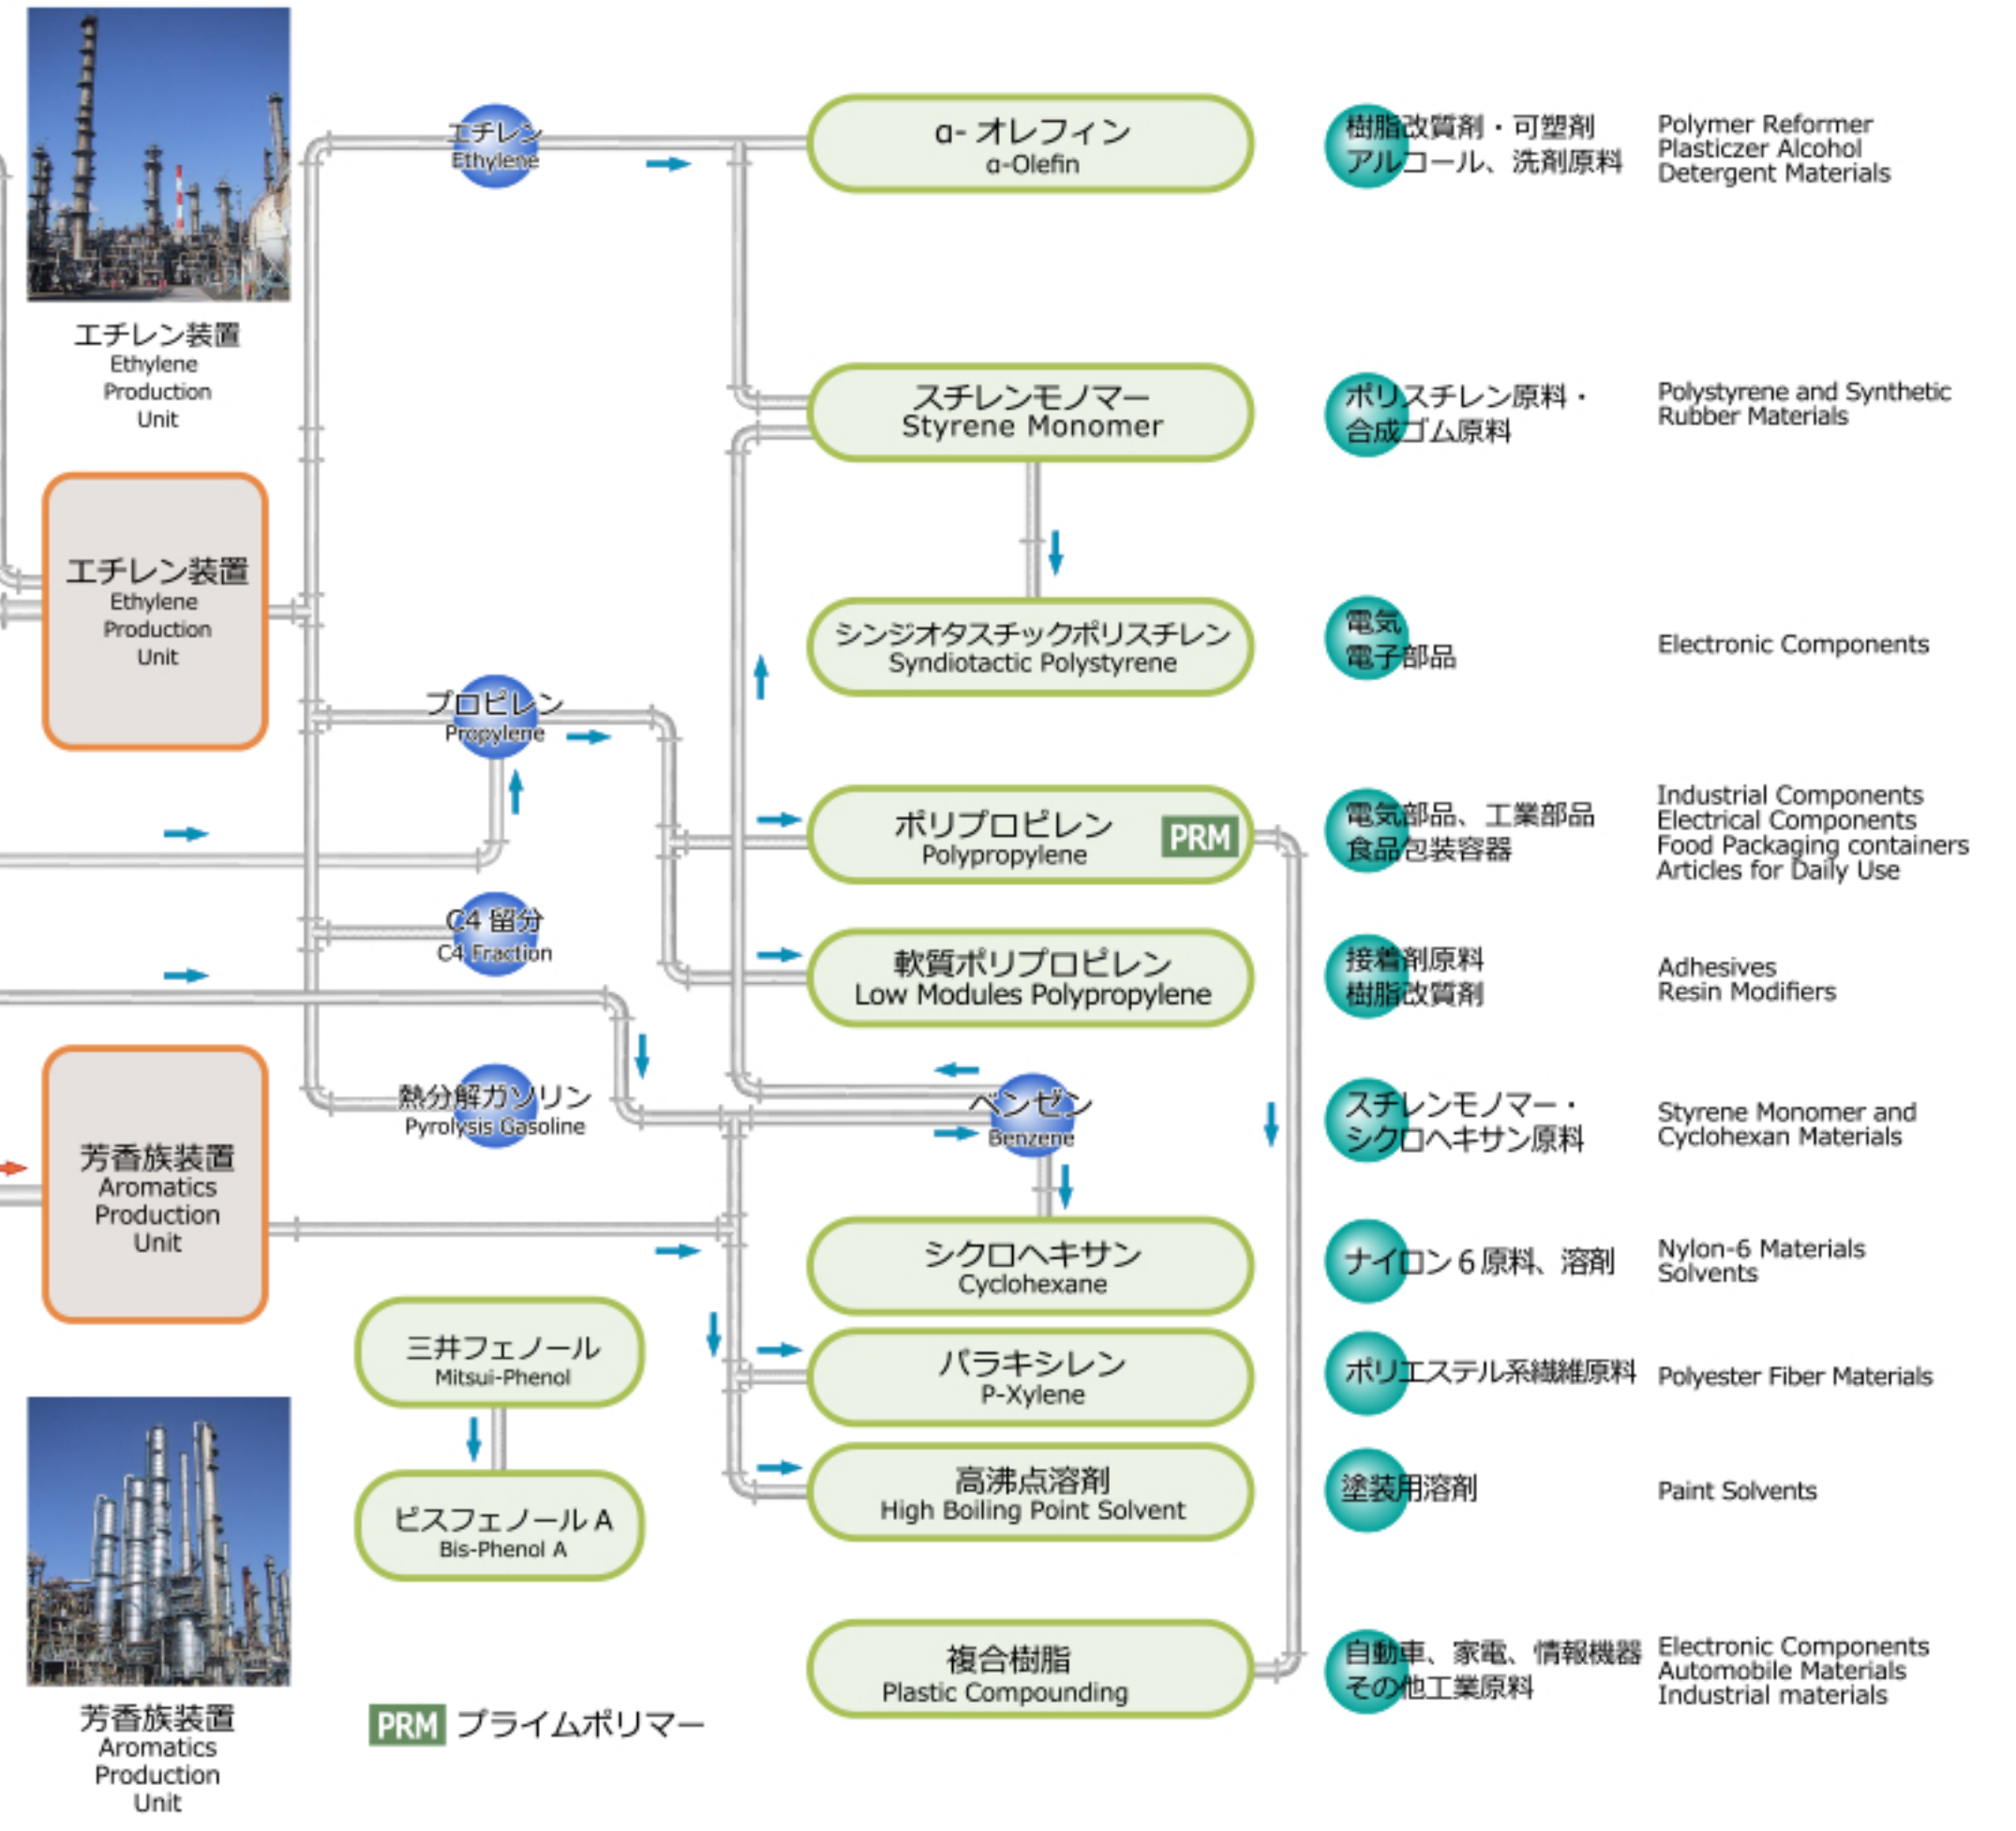 エチレン装置
Ethylene
Production
Unit
エチレン装置
Ethylene
Production
Unit
芳香族装置
Aromatics
Production
Unit
芳香族装置
Aromatics
Production
Unit
エチレン
Ethylene
プロピレン
Propylene
C4 留分
C4 Fraction
熱分解ガソリン
Pyrolysis Gasoline
三井フェノール
Mitsui-Phenol
ビスフェノール A
Bis-Phenol A
PRM プライムポリマー
α- オレフィン
α-Olefin
スチレンモノマー
Styrene Monomer
シンジオタスチックポリスチレン
Syndiotactic Polystyrene
ポリプロピレン
Polypropylene
PRM
軟質ポリプロピレン
Low Modules Polypropylene
ベンゼン
Benzene
シクロヘキサン
Cyclohexane
パラキシレン
P-Xylene
高沸点溶剤
High Boiling Point Solvent
複合樹脂
Plastic Compounding
樹脂改質剤・可塑剤
アルコール、洗剤原料
Polymer Reformer
Plasticzer Alcohol
Detergent Materials
ポリスチレン原料・
合成ゴム原料
Polystyrene and Synthetic
Rubber Materials
電気
電子部品
Electronic Components
電気部品、工業部品
食品包装容器
Industrial Components
Electrical Components
Food Packaging containers
Articles for Daily Use
接着剤原料
樹脂改質剤
Adhesives
Resin Modifiers
スチレンモノマー・
シクロヘキサン原料
Styrene Monomer and
Cyclohexan Materials
ナイロン 6 原料、溶剤
Nylon-6 Materials
Solvents
ポリエステル系繊維原料
Polyester Fiber Materials
塗装用溶剤
Paint Solvents
自動車、家電、情報機器
その他工業原料
Electronic Components
Automobile Materials
Industrial materials